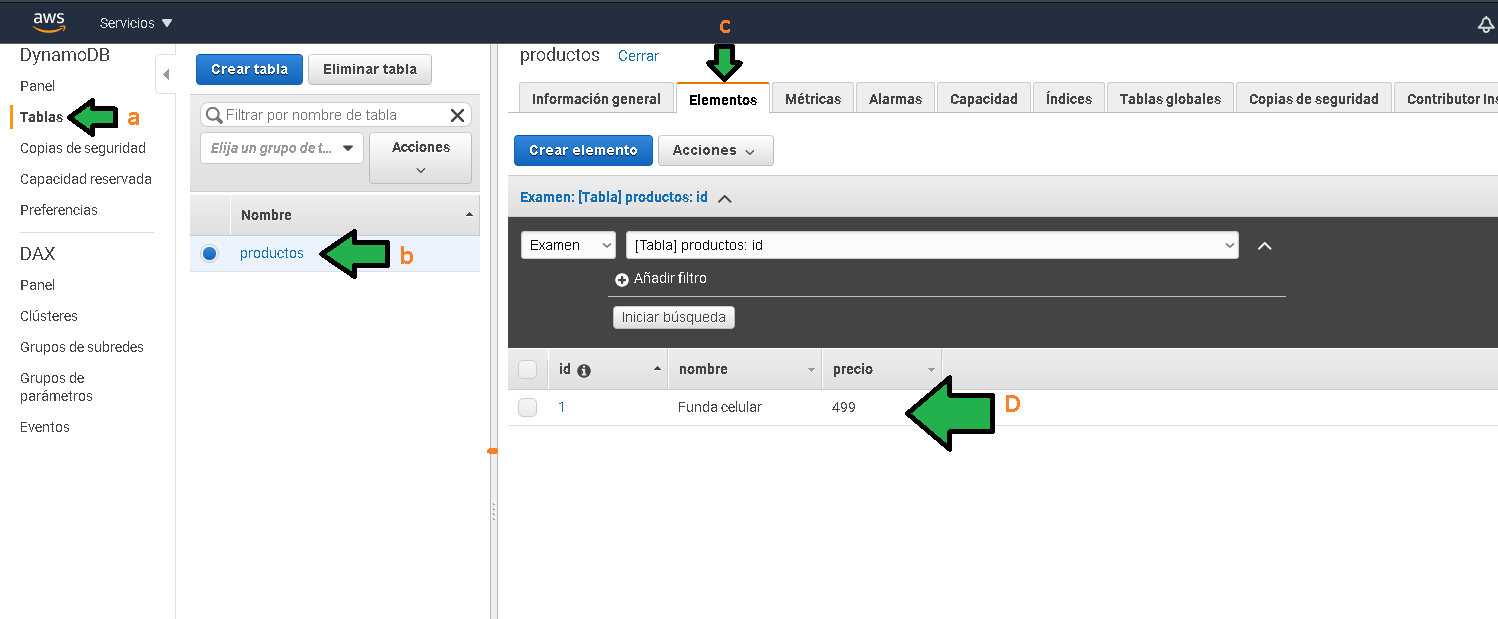 aws
Servicios
DynamoDB
Panel
Tablas
a
Copias de seguridad
Capacidad reservada
Preferencias
DAX
Panel
Clústeres
Grupos de subredes
Grupos de
parámetros
Eventos
Crear tabla
Eliminar tabla
Filtrar por nombre de tabla
Elija un grupo de t...
Acciones
Nombre
productos
b
productos Cerrar
c
Información general Elementos Métricas Alarmas Capacidad Índices Tablas globales Copias de seguridad Contributor Ins
Crear elemento Acciones
Examen: [Tabla] productos: id
Examen [Tabla] productos: id
Añadir filtro
Iniciar búsqueda
id nombre precio
1 Funda celular 499
D